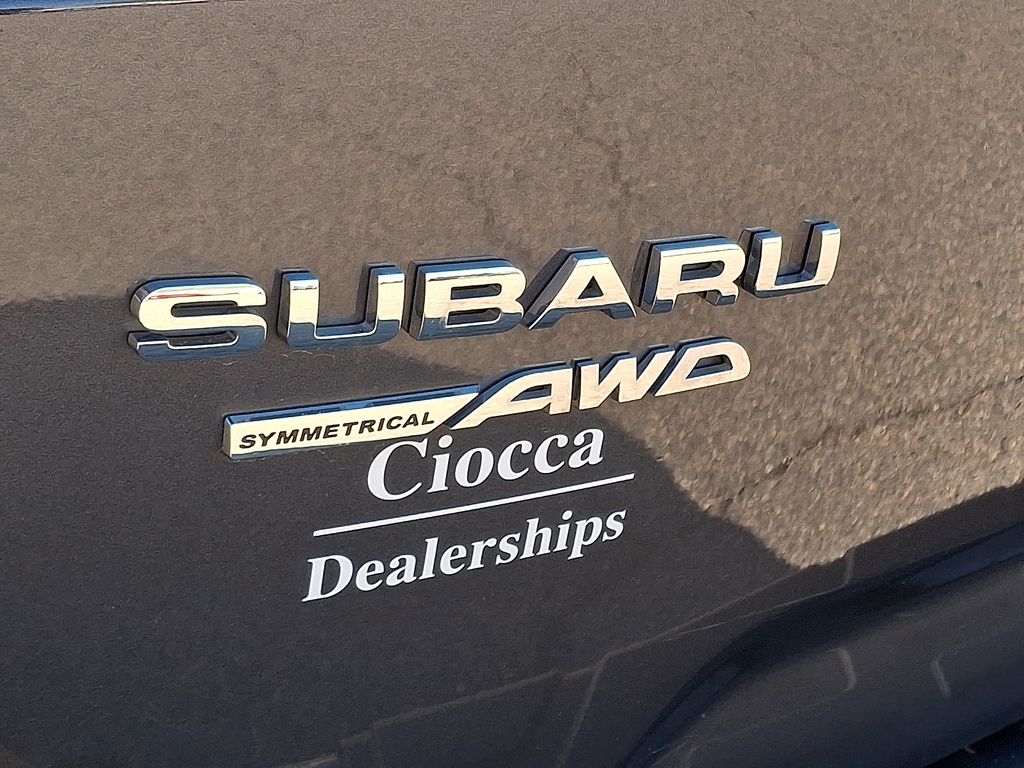 SUBARU
SYMMETRICAL AWD
Ciocca
Dealerships